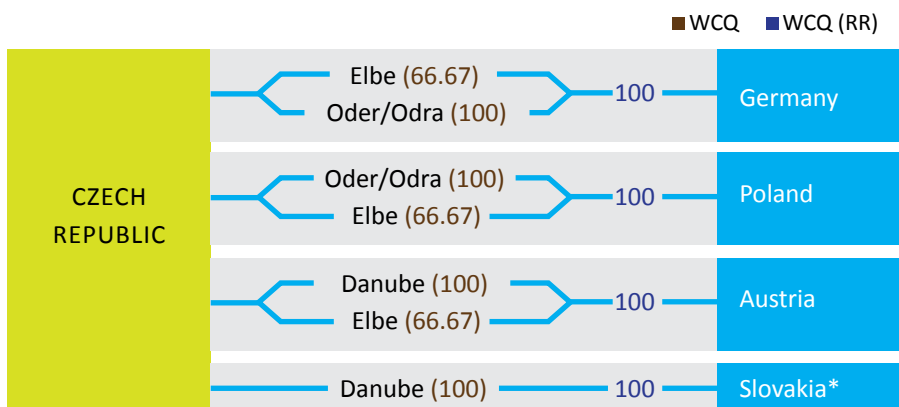 WCQ WCQ (RR)
Elbe (66.67)
Oder/Odra (100)
100
Germany
CZECH
REPUBLIC
Oder/Odra (100)
Elbe (66.67)
100
Poland
Danube (100)
Elbe (66.67)
100
Austria
Danube (100)
100
Slovakia*